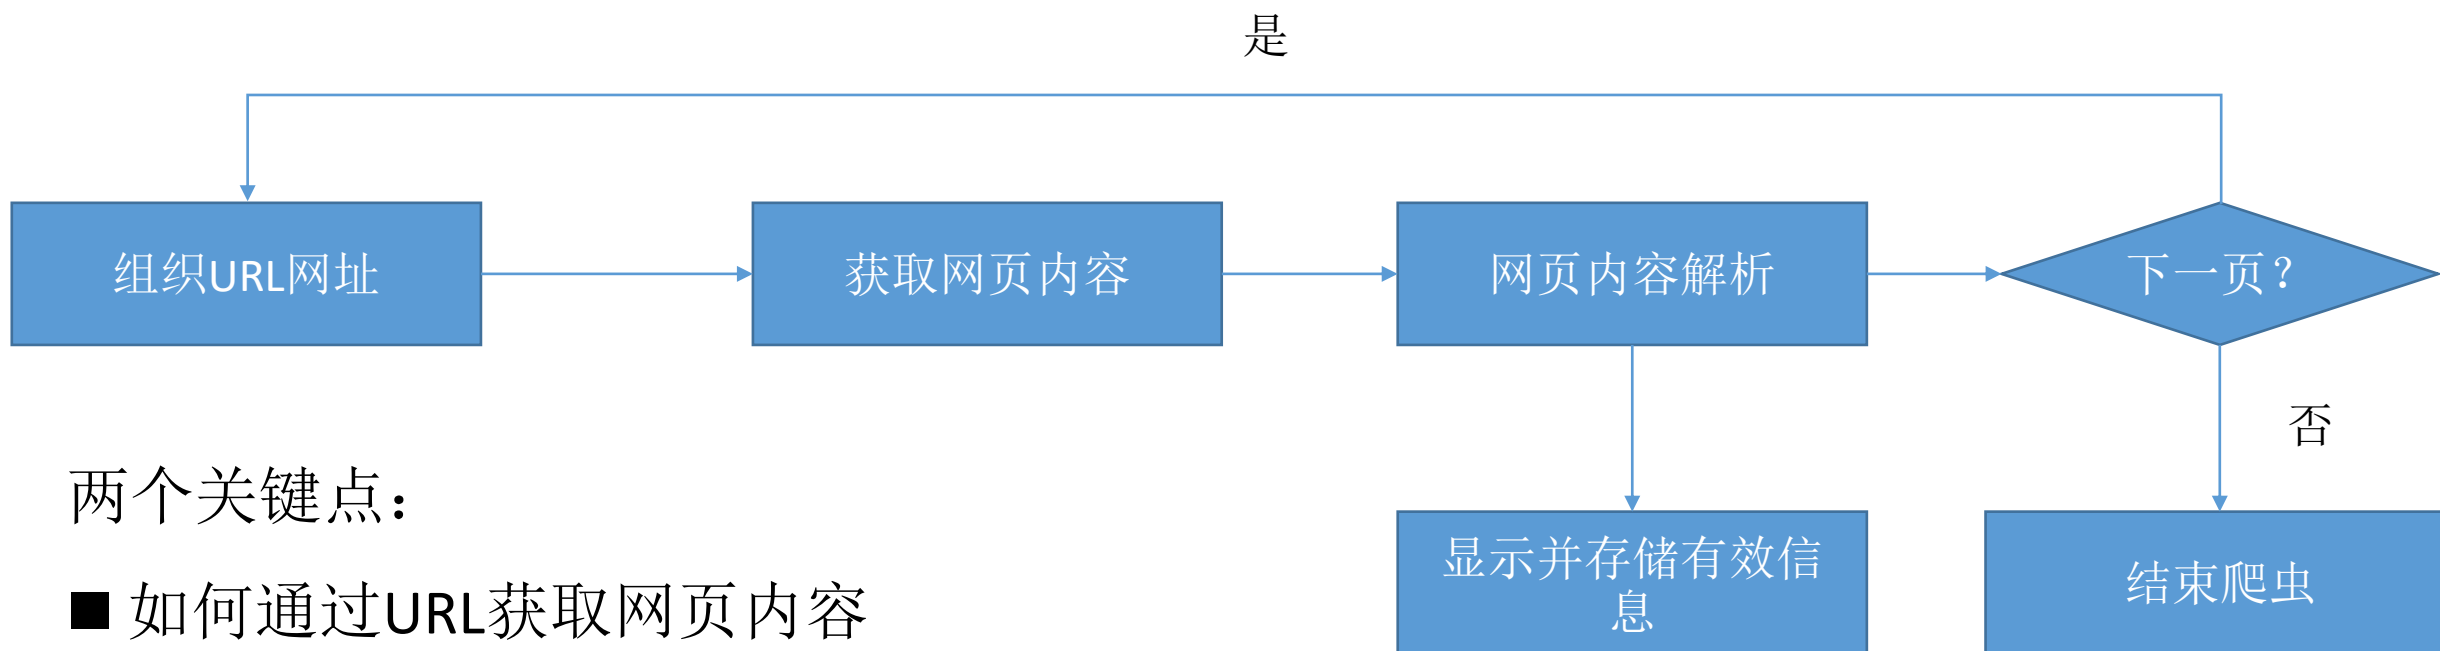 是
组织URL网址
获取网页内容
网页内容解析
下一页？
否
两个关键点：
显示并存储有效信
息
结束爬虫
■ 如何通过URL获取网页内容